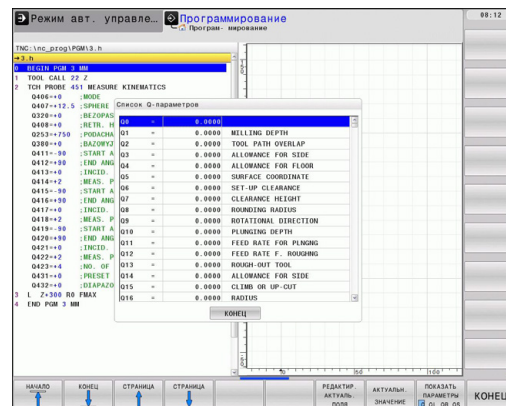 Режим авт. управле…
Программирование
Програм- мирование
08:12
TNC:\nc_prog\PGM\3.h
→3.h
0 BEGIN PGM 3 MM
1 TOOL CALL 22 Z
2 TCH PROBE 451 MEASURE KINEMATICS
Q406=+0 ;MODE
Q407=+12.5 ;SPHERE
Q320=+0 ;BEZOPAS
Q408=+0 ;RETR. H
Q253=+750 ;PODACHA
Q380=+0 ;BAZOWYJ
Q411=-90 ;START A
Q412=+90 ;END ANG
Q413=+0 ;INCID.
Q414=+2 ;MEAS. P
Q415=-90 ;START A
Q416=+90 ;END ANG
Q417=+0 ;INCID.
Q418=+2 ;MEAS. P
Q419=-90 ;START A
Q420=+90 ;END ANG
Q421=+0 ;INCID.
Q422=+2 ;MEAS. P
Q423=+4 ;NO. OF
Q431=+0 ;PRESET
Q432=+0 ;DIAPAZO
3 L Z+300 R0 FMAX
4 END PGM 3 MM
Список Q-параметров
Q0 = 0.0000
Q1 = 0.0000 MILLING DEPTH
Q2 = 0.0000 TOOL PATH OVERLAP
Q3 = 0.0000 ALLOWANCE FOR SIDE
Q4 = 0.0000 ALLOWANCE FOR FLOOR
Q5 = 0.0000 SURFACE COORDINATE
Q6 = 0.0000 SET-UP CLEARANCE
Q7 = 0.0000 CLEARANCE HEIGHT
Q8 = 0.0000 ROUNDING RADIUS
Q9 = 0.0000 ROTATIONAL DIRECTION
Q10 = 0.0000 PLUNGING DEPTH
Q11 = 0.0000 FEED RATE FOR PLNGNG
Q12 = 0.0000 FEED RATE F. ROUGHNG
Q13 = 0.0000 ROUGH-OUT TOOL
Q14 = 0.0000 ALLOWANCE FOR SIDE
Q15 = 0.0000 CLIMB OR UP-CUT
Q16 = 0.0000 RADIUS
КОНЕЦ
НАЧАЛО
КОНЕЦ
СТРАНИЦА
СТРАНИЦА
РЕДАКТИР.
АКТУАЛЬ.
ПОЛЯ
АКТУАЛЬН.
ЗНАЧЕНИЕ
ПОКАЗАТЬ
ПАРАМЕТРЫ
КОНЕЦ